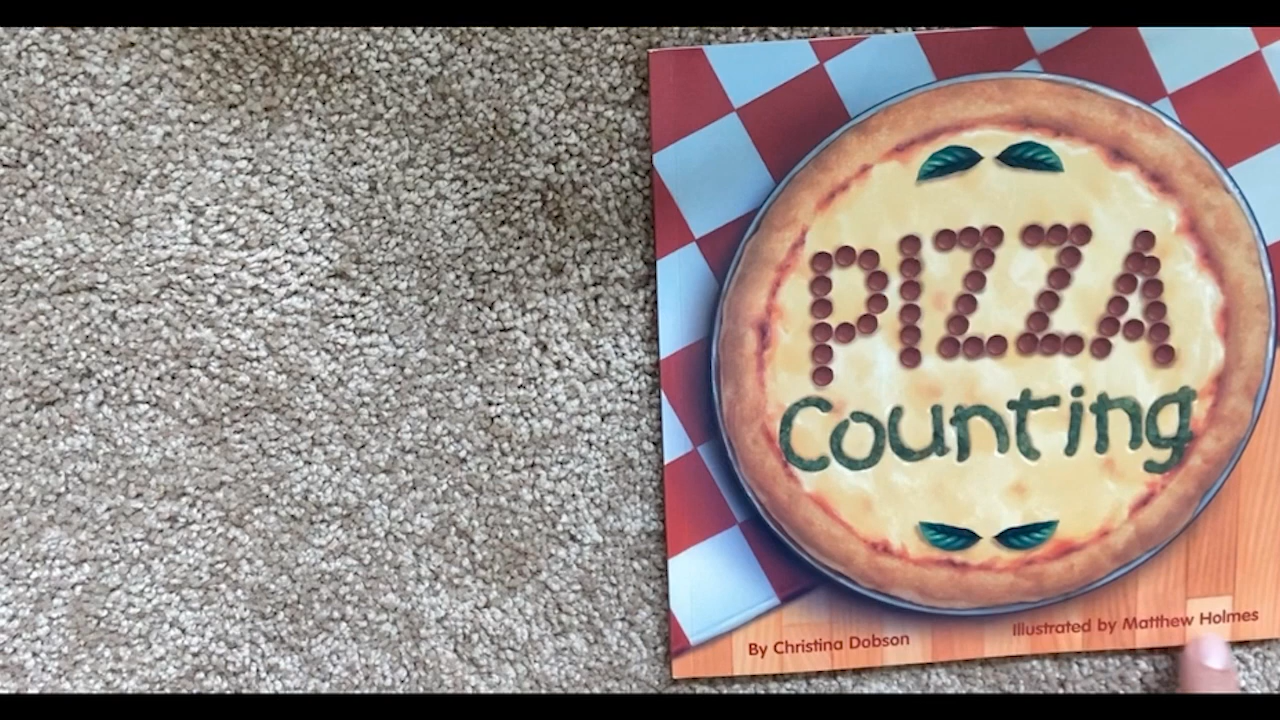 PIZZA
Counting
By Christina Dobson
Illustrated by Matthew Holmes